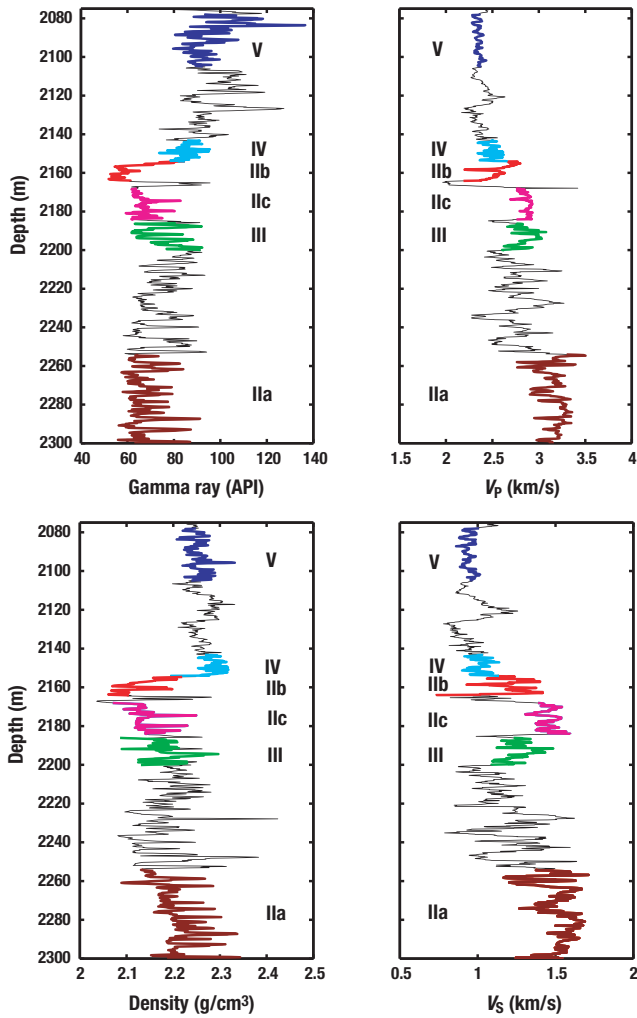 2075
2100
2120
2140
2160
2180
2200
2220
2240
2260
2280
2300
Depth (m)
V
IV
IIb
IIc
III
IIa
40 60 80 100 120 140
Gamma ray (API)
V
IV
IIb
IIc
III
IIa
1.5 2 2.5 3 3.5 4
V_P (km/s)
2080
2100
2120
2140
2160
2180
2200
2220
2240
2260
2280
2300
Depth (m)
V
IV
IIb
IIc
III
IIa
2 2.1 2.2 2.3 2.4 2.5
Density (g/cm³)
V
IV
IIb
IIc
III
IIa
0.5 1 1.5 2
V_S (km/s)